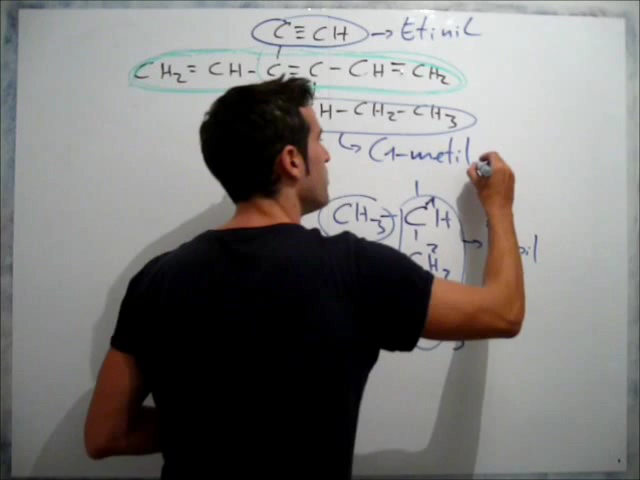 C≡CH → Etinil
CH₂=CH-C=C-CH=CH₂
H-CH₂-CH₃
↳ (1-metil
CH₃-CH →
CH₂